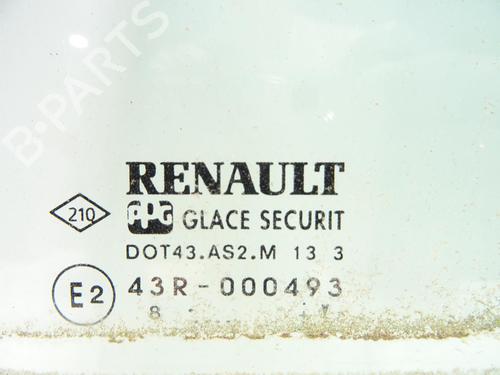 B-PARTS
RENAULT
210
PPG GLACE SECURIT
DOT43.AS2.M 13 3
E2
43R-000493
8